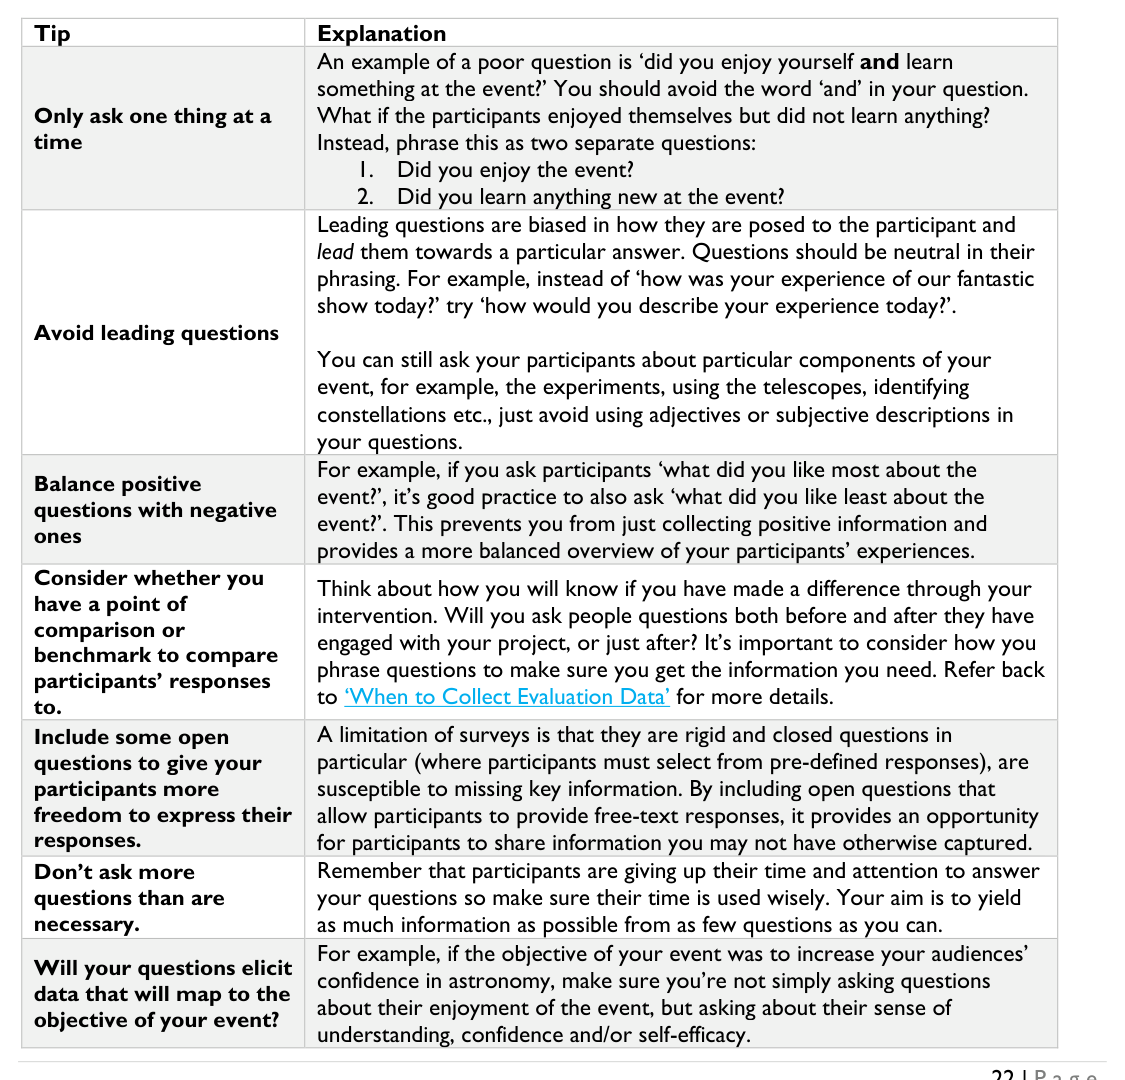 Tip
Explanation
Only ask one thing at a
time
An example of a poor question is ‘did you enjoy yourself and learn
something at the event?’ You should avoid the word ‘and’ in your question.
What if the participants enjoyed themselves but did not learn anything?
Instead, phrase this as two separate questions:
1. Did you enjoy the event?
2. Did you learn anything new at the event?
Avoid leading questions
Leading questions are biased in how they are posed to the participant and
lead them towards a particular answer. Questions should be neutral in their
phrasing. For example, instead of ‘how was your experience of our fantastic
show today?’ try ‘how would you describe your experience today?’.
You can still ask your participants about particular components of your
event, for example, the experiments, using the telescopes, identifying
constellations etc., just avoid using adjectives or subjective descriptions in
your questions.
Balance positive
questions with negative
ones
For example, if you ask participants ‘what did you like most about the
event?’, it’s good practice to also ask ‘what did you like least about the
event?’. This prevents you from just collecting positive information and
provides a more balanced overview of your participants’ experiences.
Consider whether you
have a point of
comparison or
benchmark to compare
participants’ responses
to.
Think about how you will know if you have made a difference through your
intervention. Will you ask people questions both before and after they have
engaged with your project, or just after? It’s important to consider how you
phrase questions to make sure you get the information you need. Refer back
to ‘When to Collect Evaluation Data’ for more details.
Include some open
questions to give your
participants more
freedom to express their
responses.
A limitation of surveys is that they are rigid and closed questions in
particular (where participants must select from pre-defined responses), are
susceptible to missing key information. By including open questions that
allow participants to provide free-text responses, it provides an opportunity
for participants to share information you may not have otherwise captured.
Don’t ask more
questions than are
necessary.
Remember that participants are giving up their time and attention to answer
your questions so make sure their time is used wisely. Your aim is to yield
as much information as possible from as few questions as you can.
Will your questions elicit
data that will map to the
objective of your event?
For example, if the objective of your event was to increase your audiences’
confidence in astronomy, make sure you’re not simply asking questions
about their enjoyment of the event, but asking about their sense of
understanding, confidence and/or self-efficacy.
22 | Page